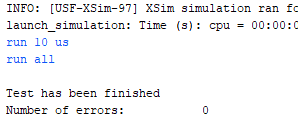 INFO: [USF-XSim-97] XSim simulation ran fo
launch_simulation: Time (s): cpu = 00:00:0
run 10 us
run all
Test has been finished
Number of errors: 0